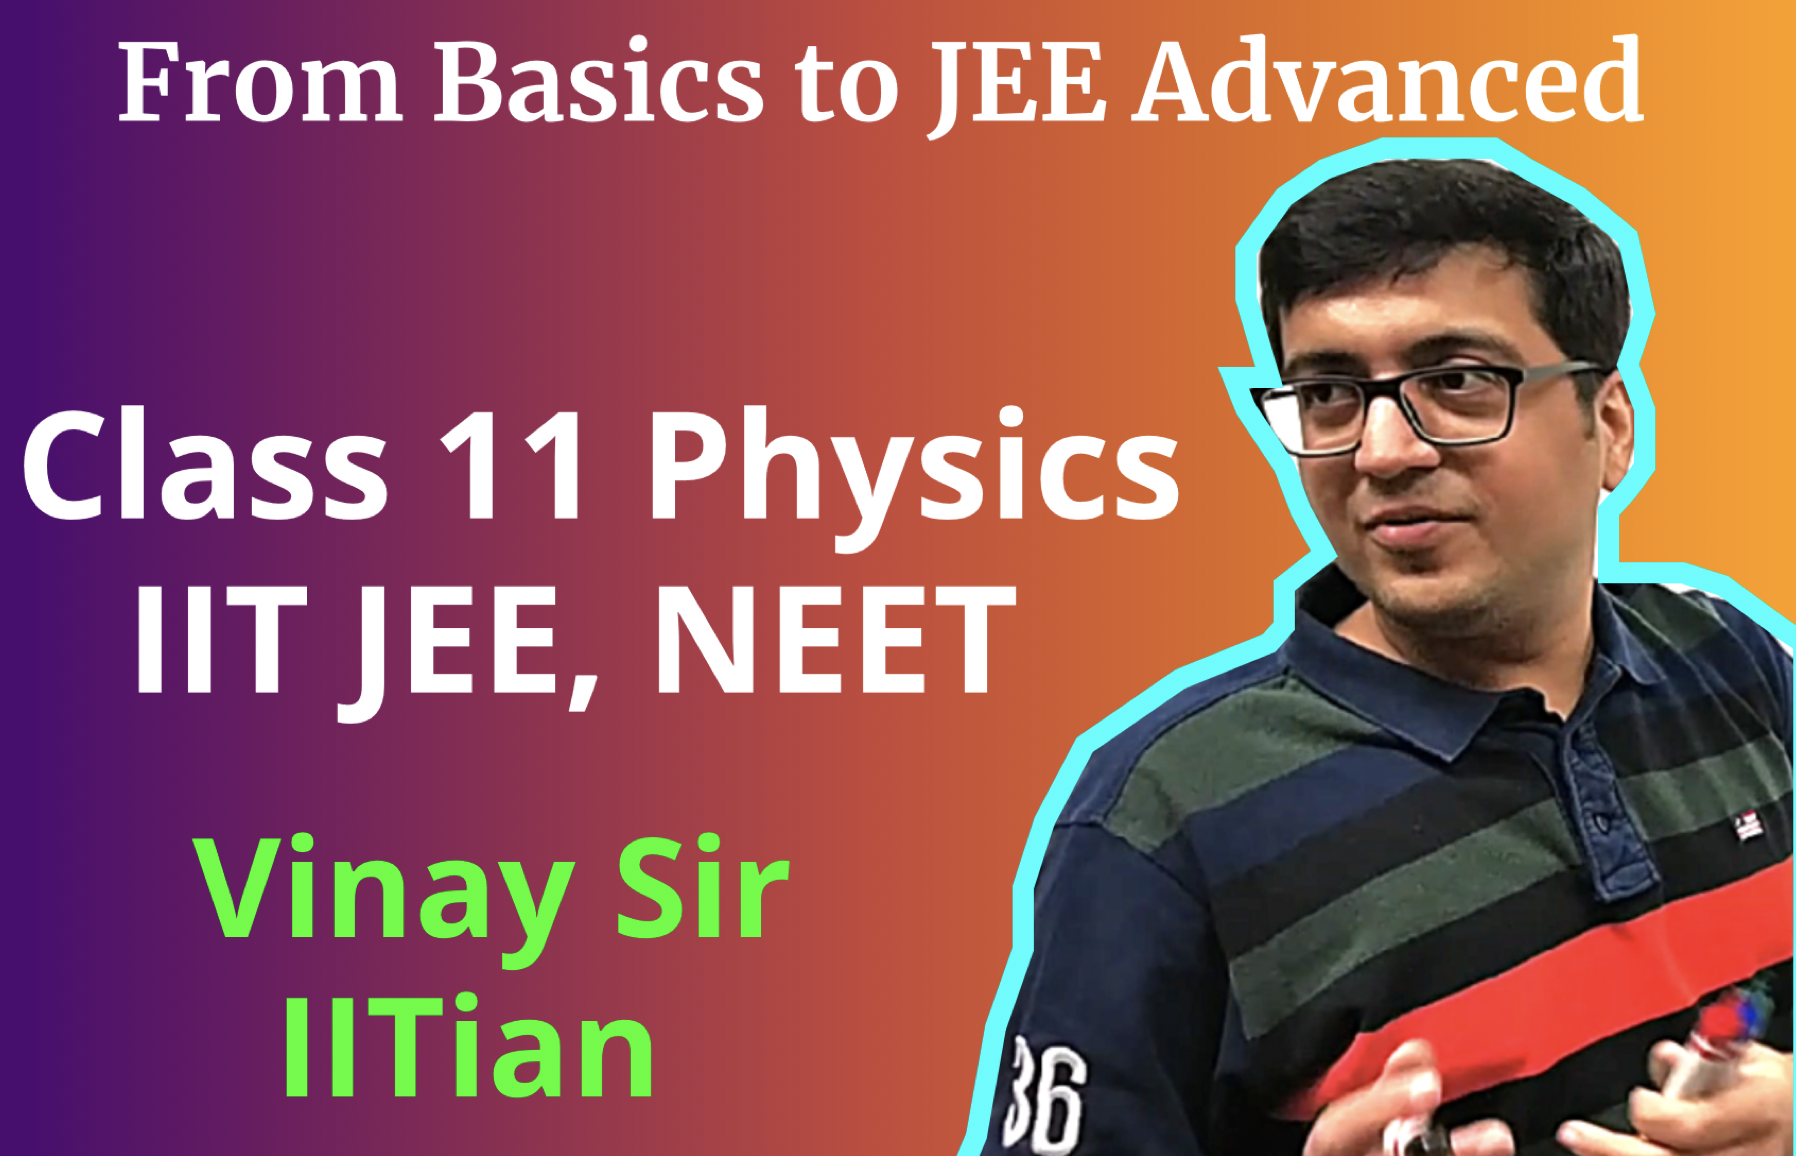 From Basics to JEE Advanced
Class 11 Physics
IIT JEE, NEET
Vinay Sir
IITian
36